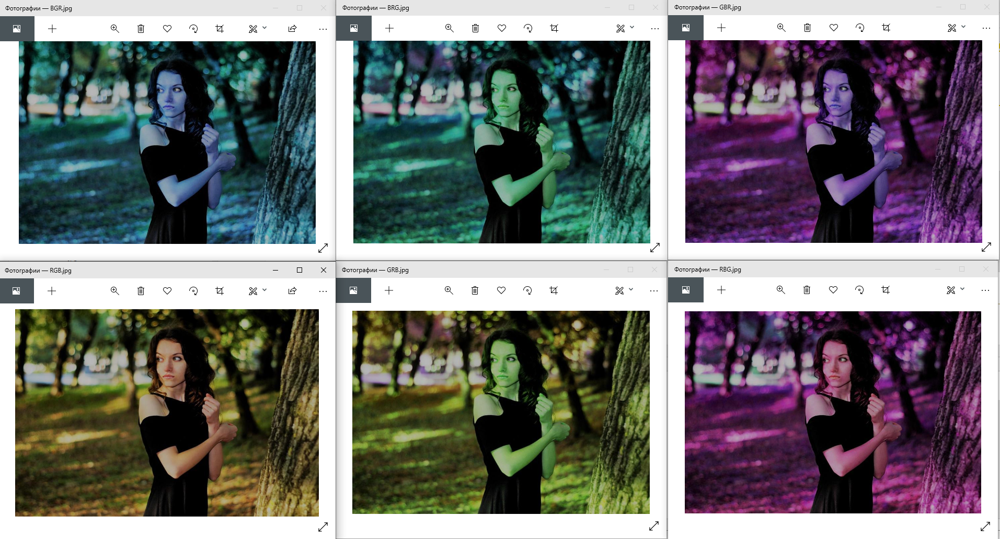 Фотографии — BGR.jpg
Фотографии — BRG.jpg
Фотографии — GBR.jpg
Фотографии — RGB.jpg
Фотографии — GRB.jpg
Фотографии — RBG.jpg